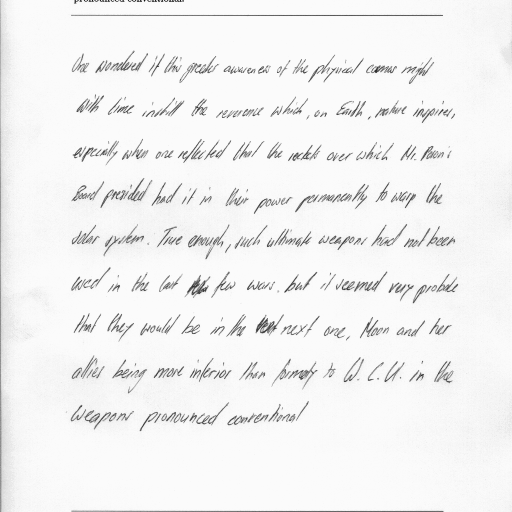 pronounced conventional.
One wondered if this greater awareness of the physical cosmos might
with time instill the reverence which, on Earth, nature inspires,
especially when one reflected that the rockets over which Mr.
Board presided had it in their power permanently to warp the
solar system. True enough, such ultimate weapons had not been
used in the last few wars. but it seemed very probable
that they would be in the next one, Moon and her
allies being more inferior than formerly to W.C.U. in the
weapons pronounced conventional